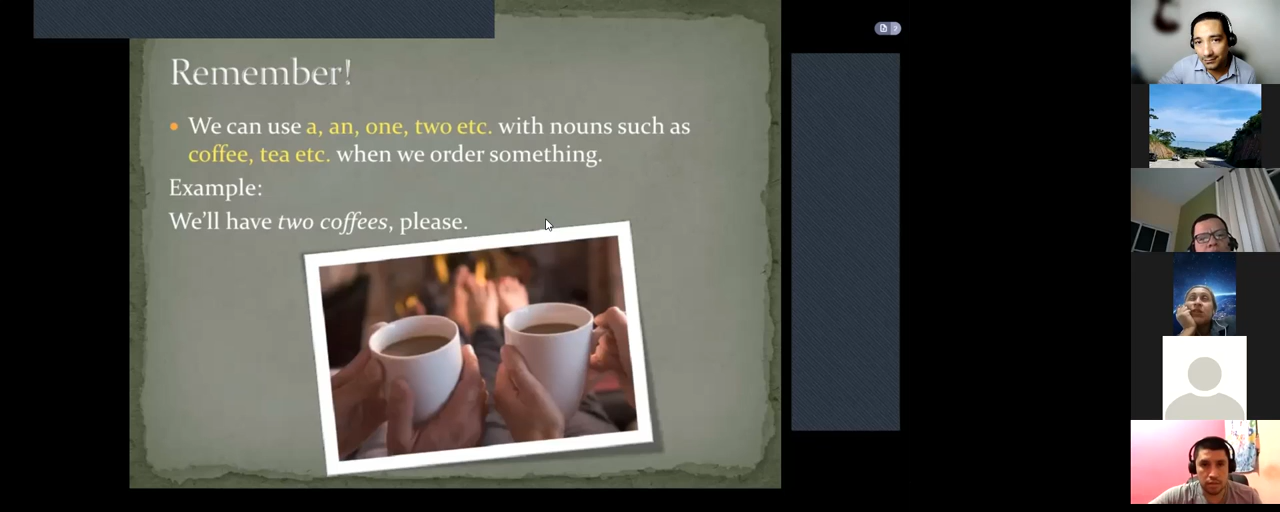 Remember!
We can use a, an, one, two etc. with nouns such as
coffee, tea etc. when we order something.
Example:
We'll have two coffees, please.